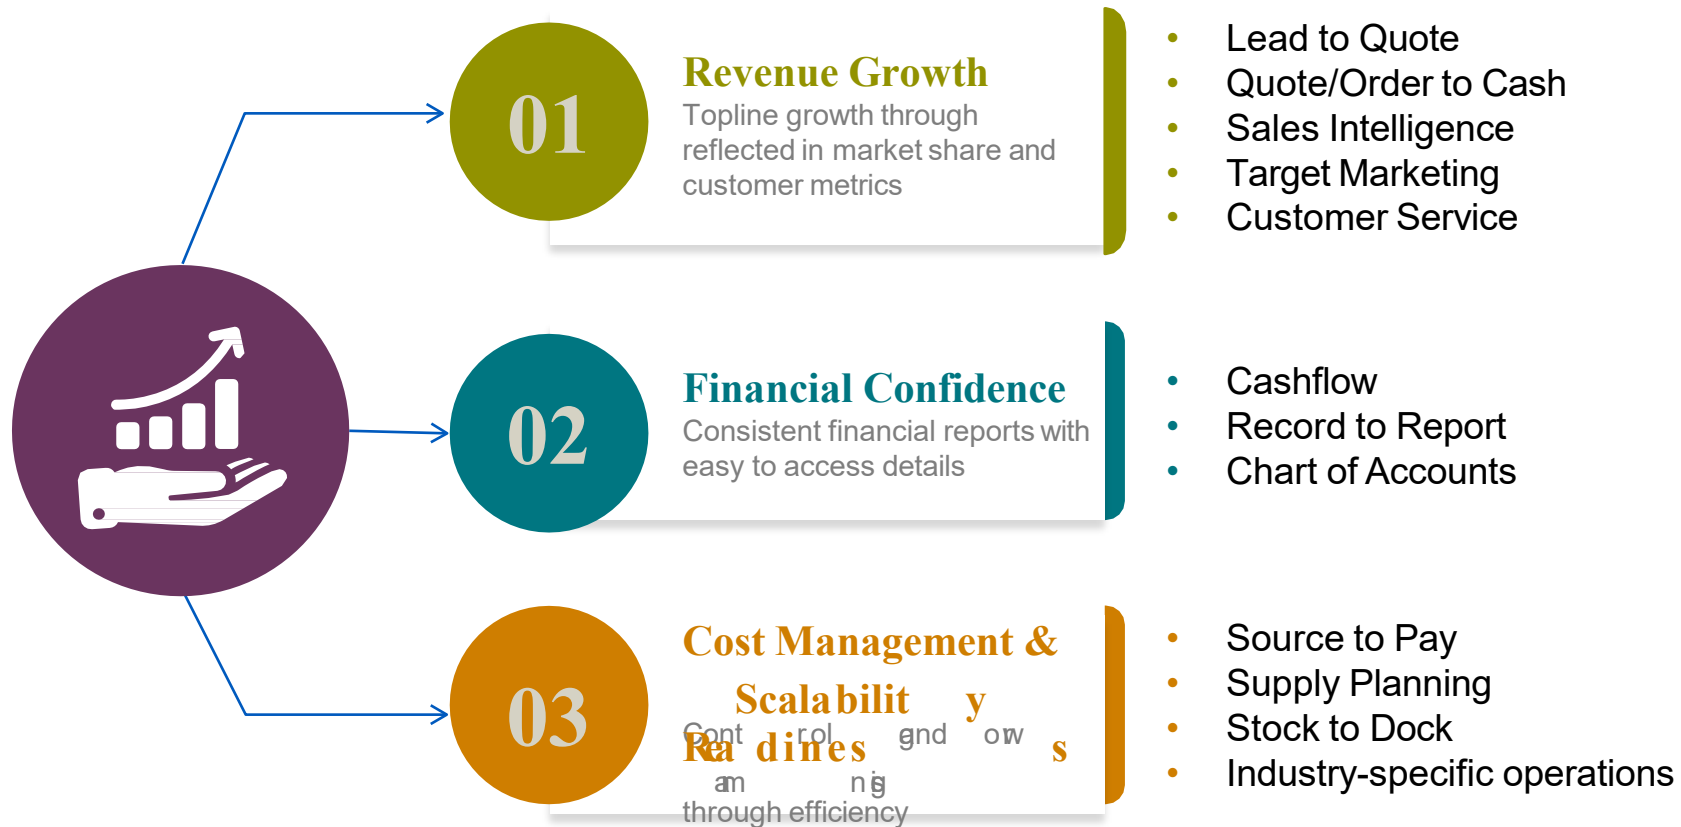 01
Revenue Growth
Topline growth through
reflected in market share and
customer metrics
• Lead to Quote
• Quote/Order to Cash
• Sales Intelligence
• Target Marketing
• Customer Service
02
Financial Confidence
Consistent financial reports with
easy to access details
• Cashflow
• Record to Report
• Chart of Accounts
03
Cost Management &
Scalability
Readiness
through efficiency
• Source to Pay
• Supply Planning
• Stock to Dock
• Industry-specific operations